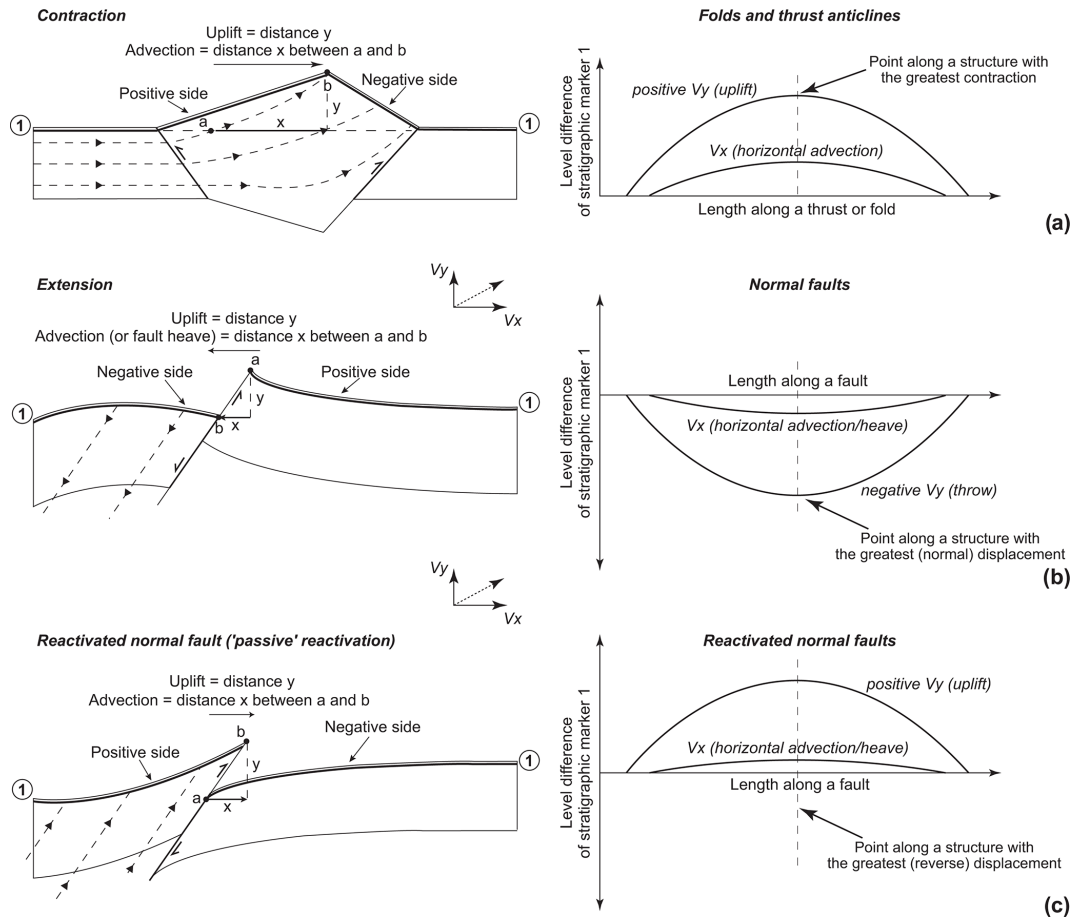 Contraction
Uplift = distance y
Advection = distance x between a and b
Positive side
Negative side
b
y
a
x
1
1
Folds and thrust anticlines
Level difference
of stratigraphic marker 1
positive Vy (uplift)
Point along a structure with
the greatest contraction
Vx (horizontal advection)
Length along a thrust or fold
(a)
Extension
Vy
Vx
Uplift = distance y
Advection (or fault heave) = distance x between a and b
a
Negative side
Positive side
y
1
1
b
x
Normal faults
Level difference
of stratigraphic marker 1
Length along a fault
Vx (horizontal advection/heave)
negative Vy (throw)
Point along a structure with
the greatest (normal) displacement
(b)
Vy
Vx
Reactivated normal fault ('passive' reactivation)
Uplift = distance y
Advection = distance x between a and b
b
Positive side
Negative side
y
1
1
a
x
Reactivated normal faults
Level difference
of stratigraphic marker 1
positive Vy (uplift)
Vx (horizontal advection/heave)
Length along a fault
Point along a structure with
the greatest (reverse) displacement
(c)